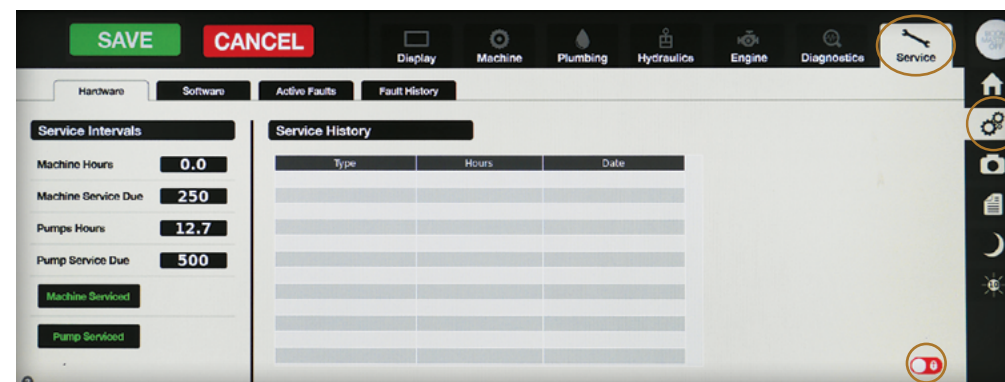 SAVE CANCEL
Display Machine Plumbing Hydraulics Engine Diagnostics Service
Hardware Software Active Faults Fault History
Service Intervals
Machine Hours 0.0
Machine Service Due 250
Pumps Hours 12.7
Pump Service Due 500
Machine Serviced
Pump Serviced
Service History
Type Hours Date
10